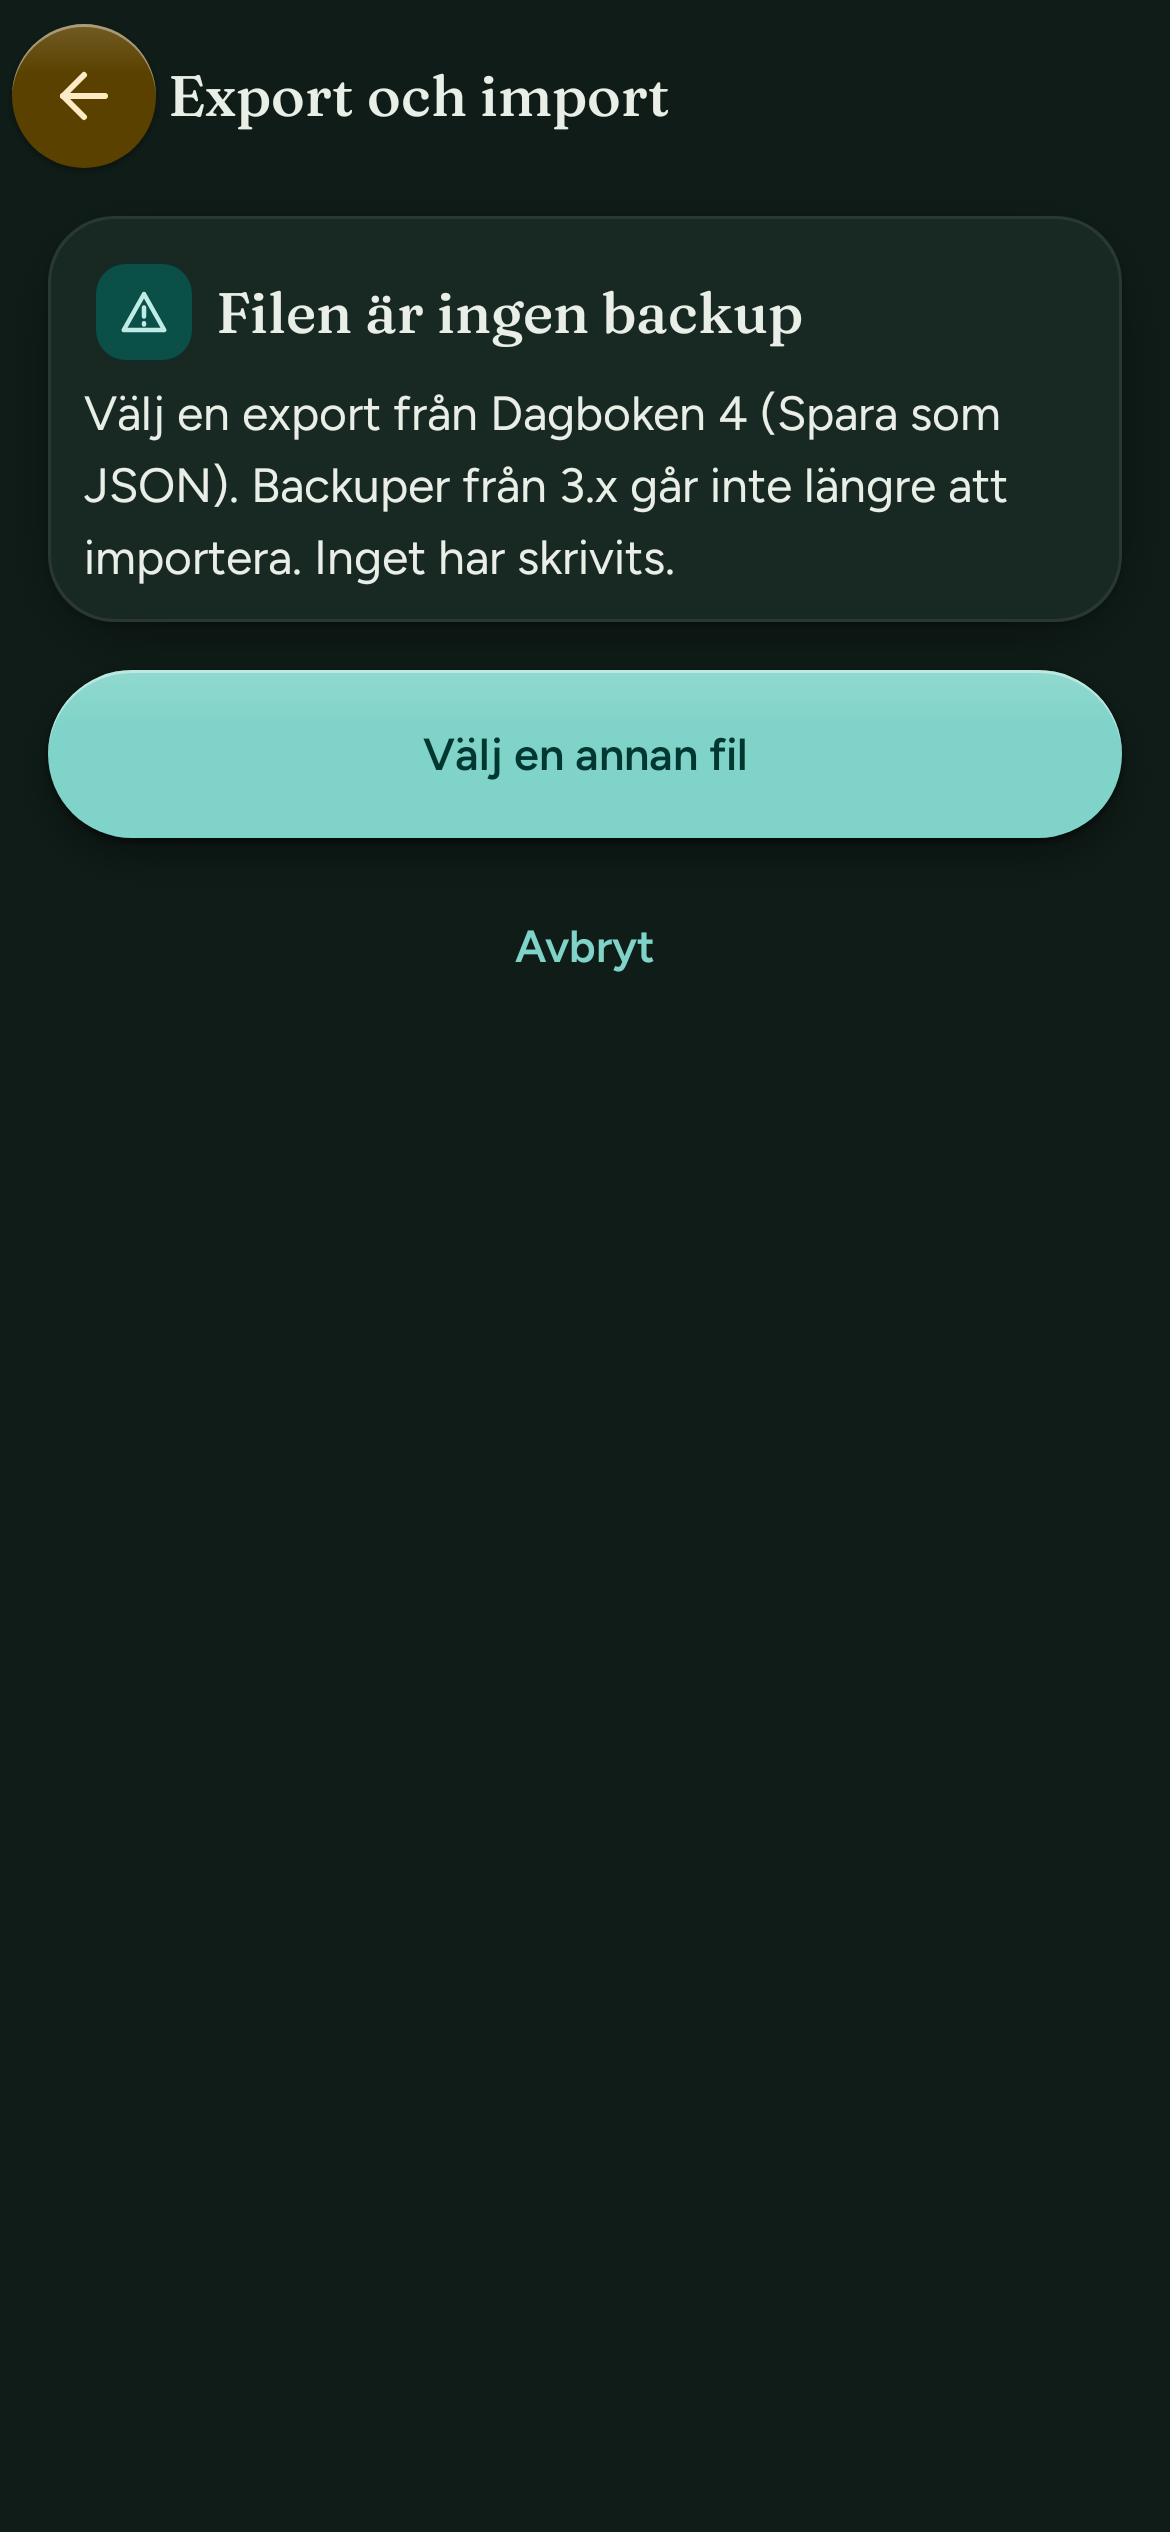 Export och import
Filen är ingen backup
Välj en export från Dagboken 4 (Spara som
JSON). Backuper från 3.x går inte längre att
importera. Inget har skrivits.
Välj en annan fil
Avbryt